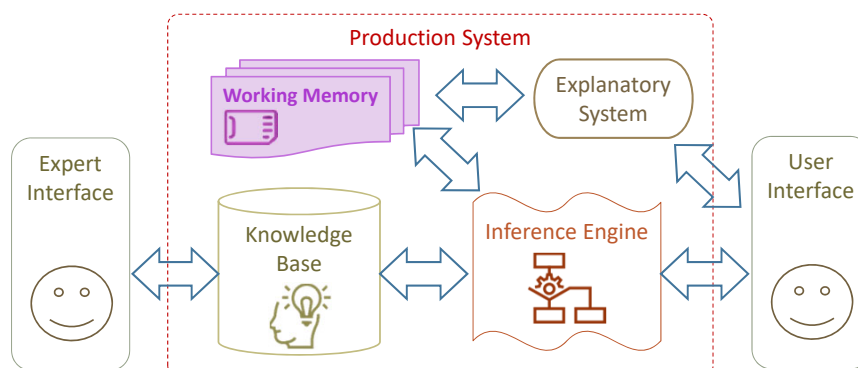 Production System
Working Memory
Explanatory
System
Expert
Interface
User
Interface
Knowledge
Base
Inference Engine